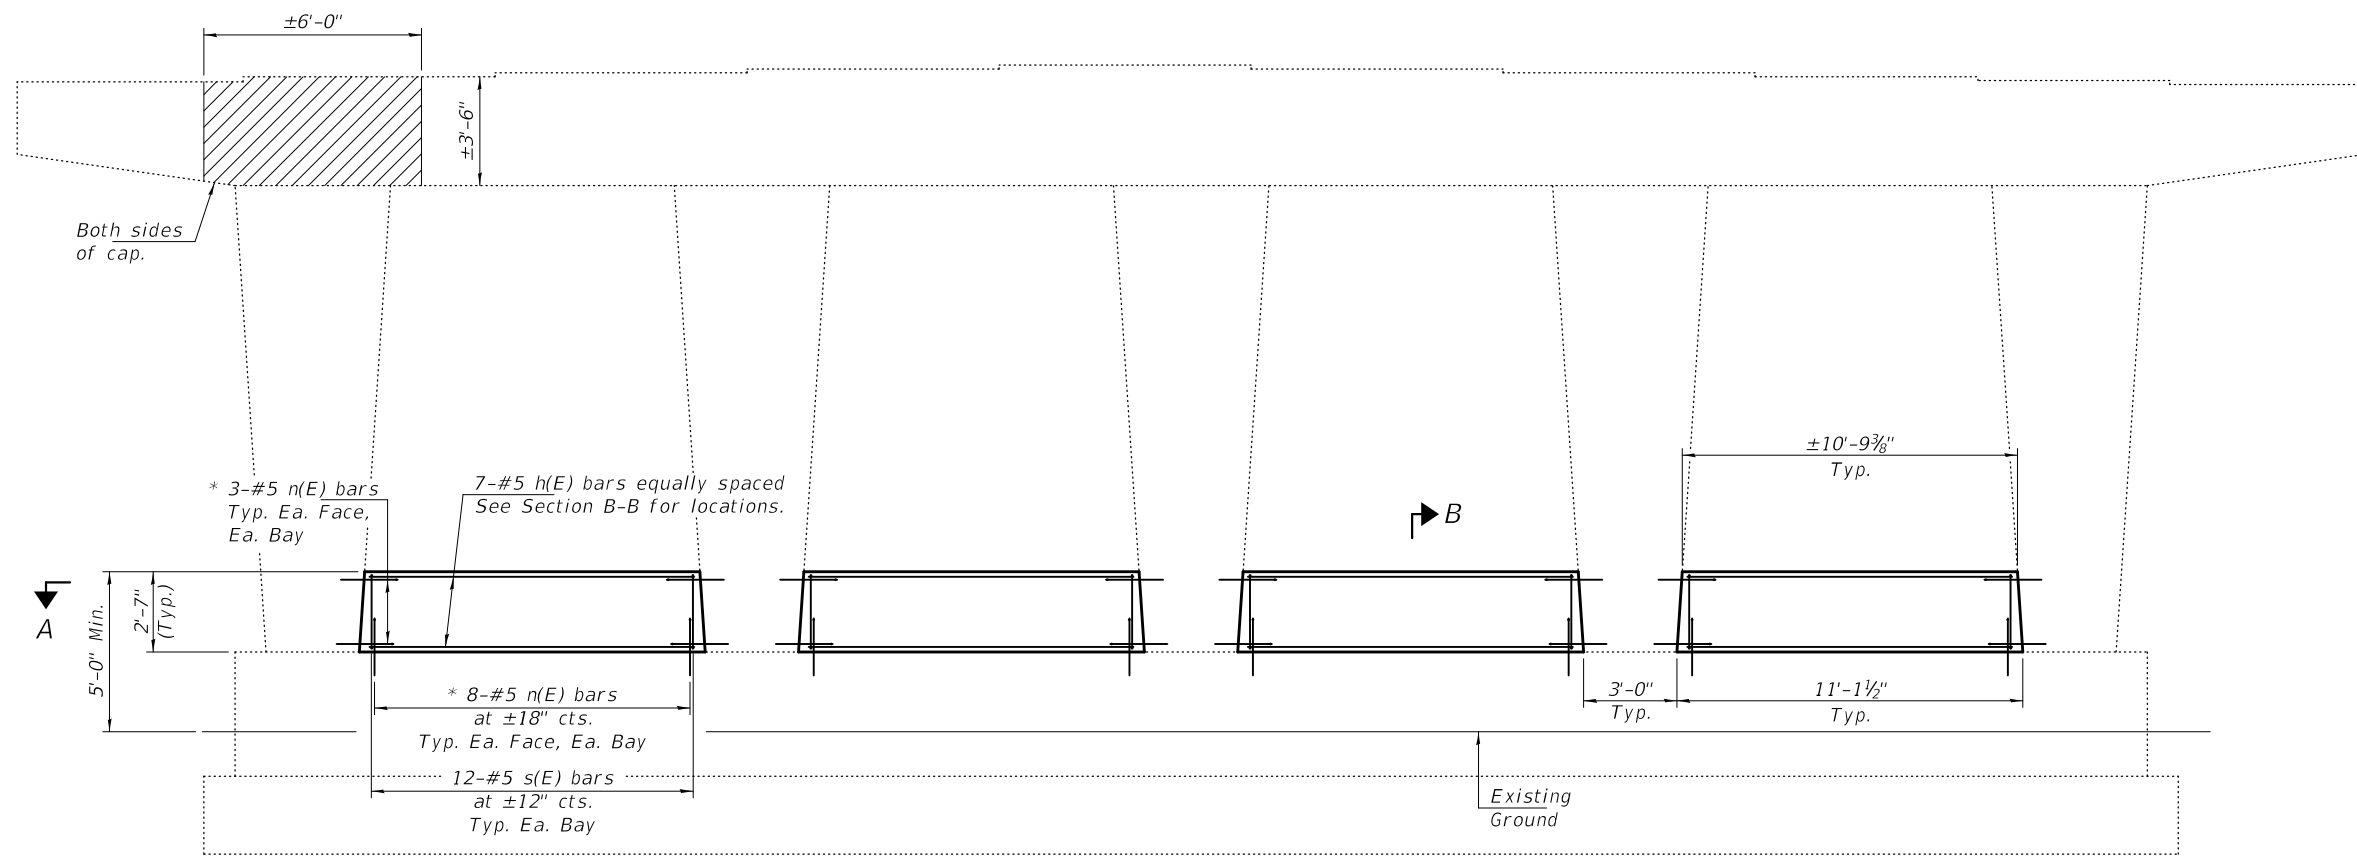 ±6'-0"
±3'-6"
Both sides
of cap.
±10'-9⅜"
Typ.
* 3-#5 n(E) bars
Typ. Ea. Face,
Ea. Bay
7-#5 h(E) bars equally spaced
See Section B-B for locations.
B
A
5'-0" Min.
2'-7"
(Typ.)
* 8-#5 n(E) bars
at ±18" cts.
Typ. Ea. Face, Ea. Bay
3'-0"
Typ.
11'-1½"
Typ.
12-#5 s(E) bars
at ±12" cts.
Typ. Ea. Bay
Existing
Ground